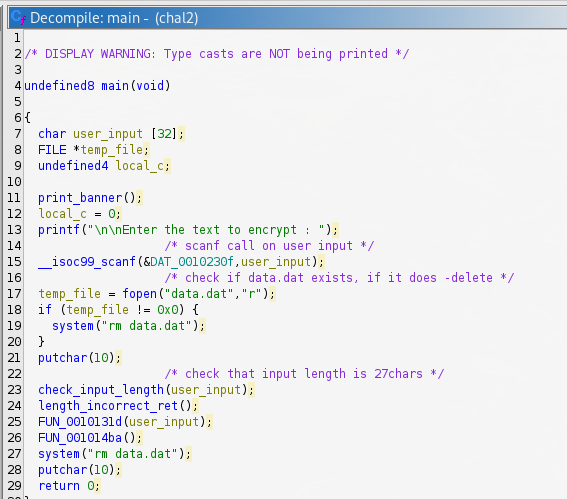 Decompile: main - (chal2)
1
2 /* DISPLAY WARNING: Type casts are NOT being printed */
3
4 undefined8 main(void)
5
6 {
7 char user_input [32];
8 FILE *temp_file;
9 undefined4 local_c;
10
11 print_banner();
12 local_c = 0;
13 printf("\n\nEnter the text to encrypt : ");
14 /* scanf call on user input */
15 __isoc99_scanf(&DAT_0010230f,user_input);
16 /* check if data.dat exists, if it does -delete */
17 temp_file = fopen("data.dat","r");
18 if (temp_file != 0x0) {
19 system("rm data.dat");
20 }
21 putchar(10);
22 /* check that input length is 27chars */
23 check_input_length(user_input);
24 length_incorrect_ret();
25 FUN_0010131d(user_input);
26 FUN_001014ba();
27 system("rm data.dat");
28 putchar(10);
29 return 0;